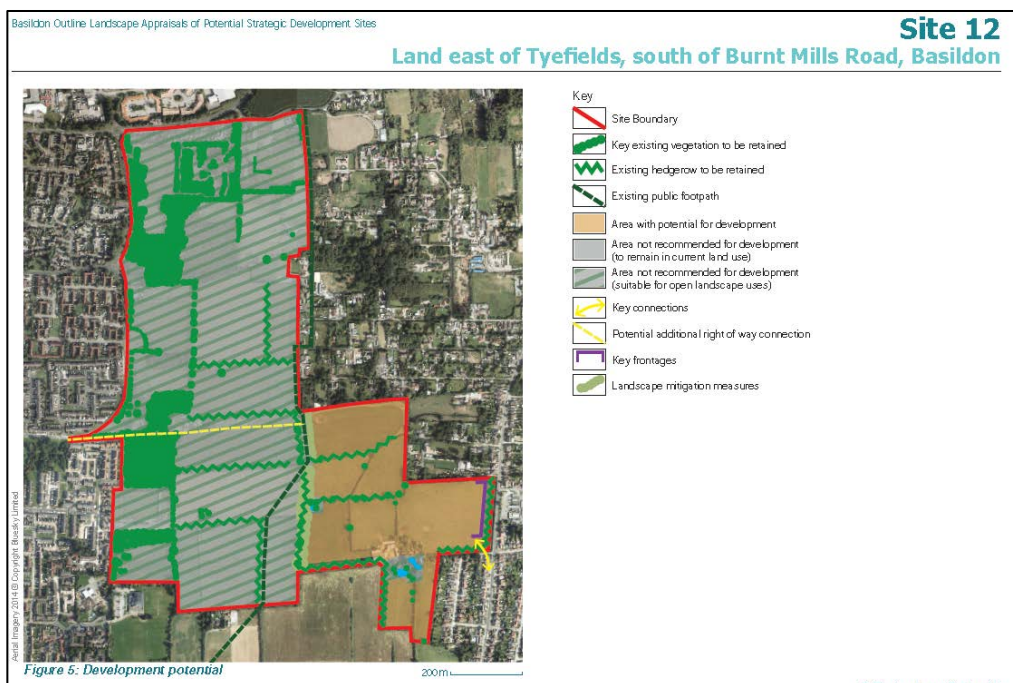 Basildon Outline Landscape Appraisals of Potential Strategic Development Sites
Site 12
Land east of Tyefields, south of Burnt Mills Road, Basildon
Key
Site Boundary
Key existing vegetation to be retained
Existing hedgerow to be retained
Existing public footpath
Area with potential for development
Area not recommended for development
(to remain in current land use)
Area not recommended for development
(suitable for open landscape uses)
Key connections
Potential additional right of way connection
Key frontages
Landscape mitigation measures
Aerial Imagery 2014 © Copyright Bluesky Limited
Figure 5: Development potential
200m